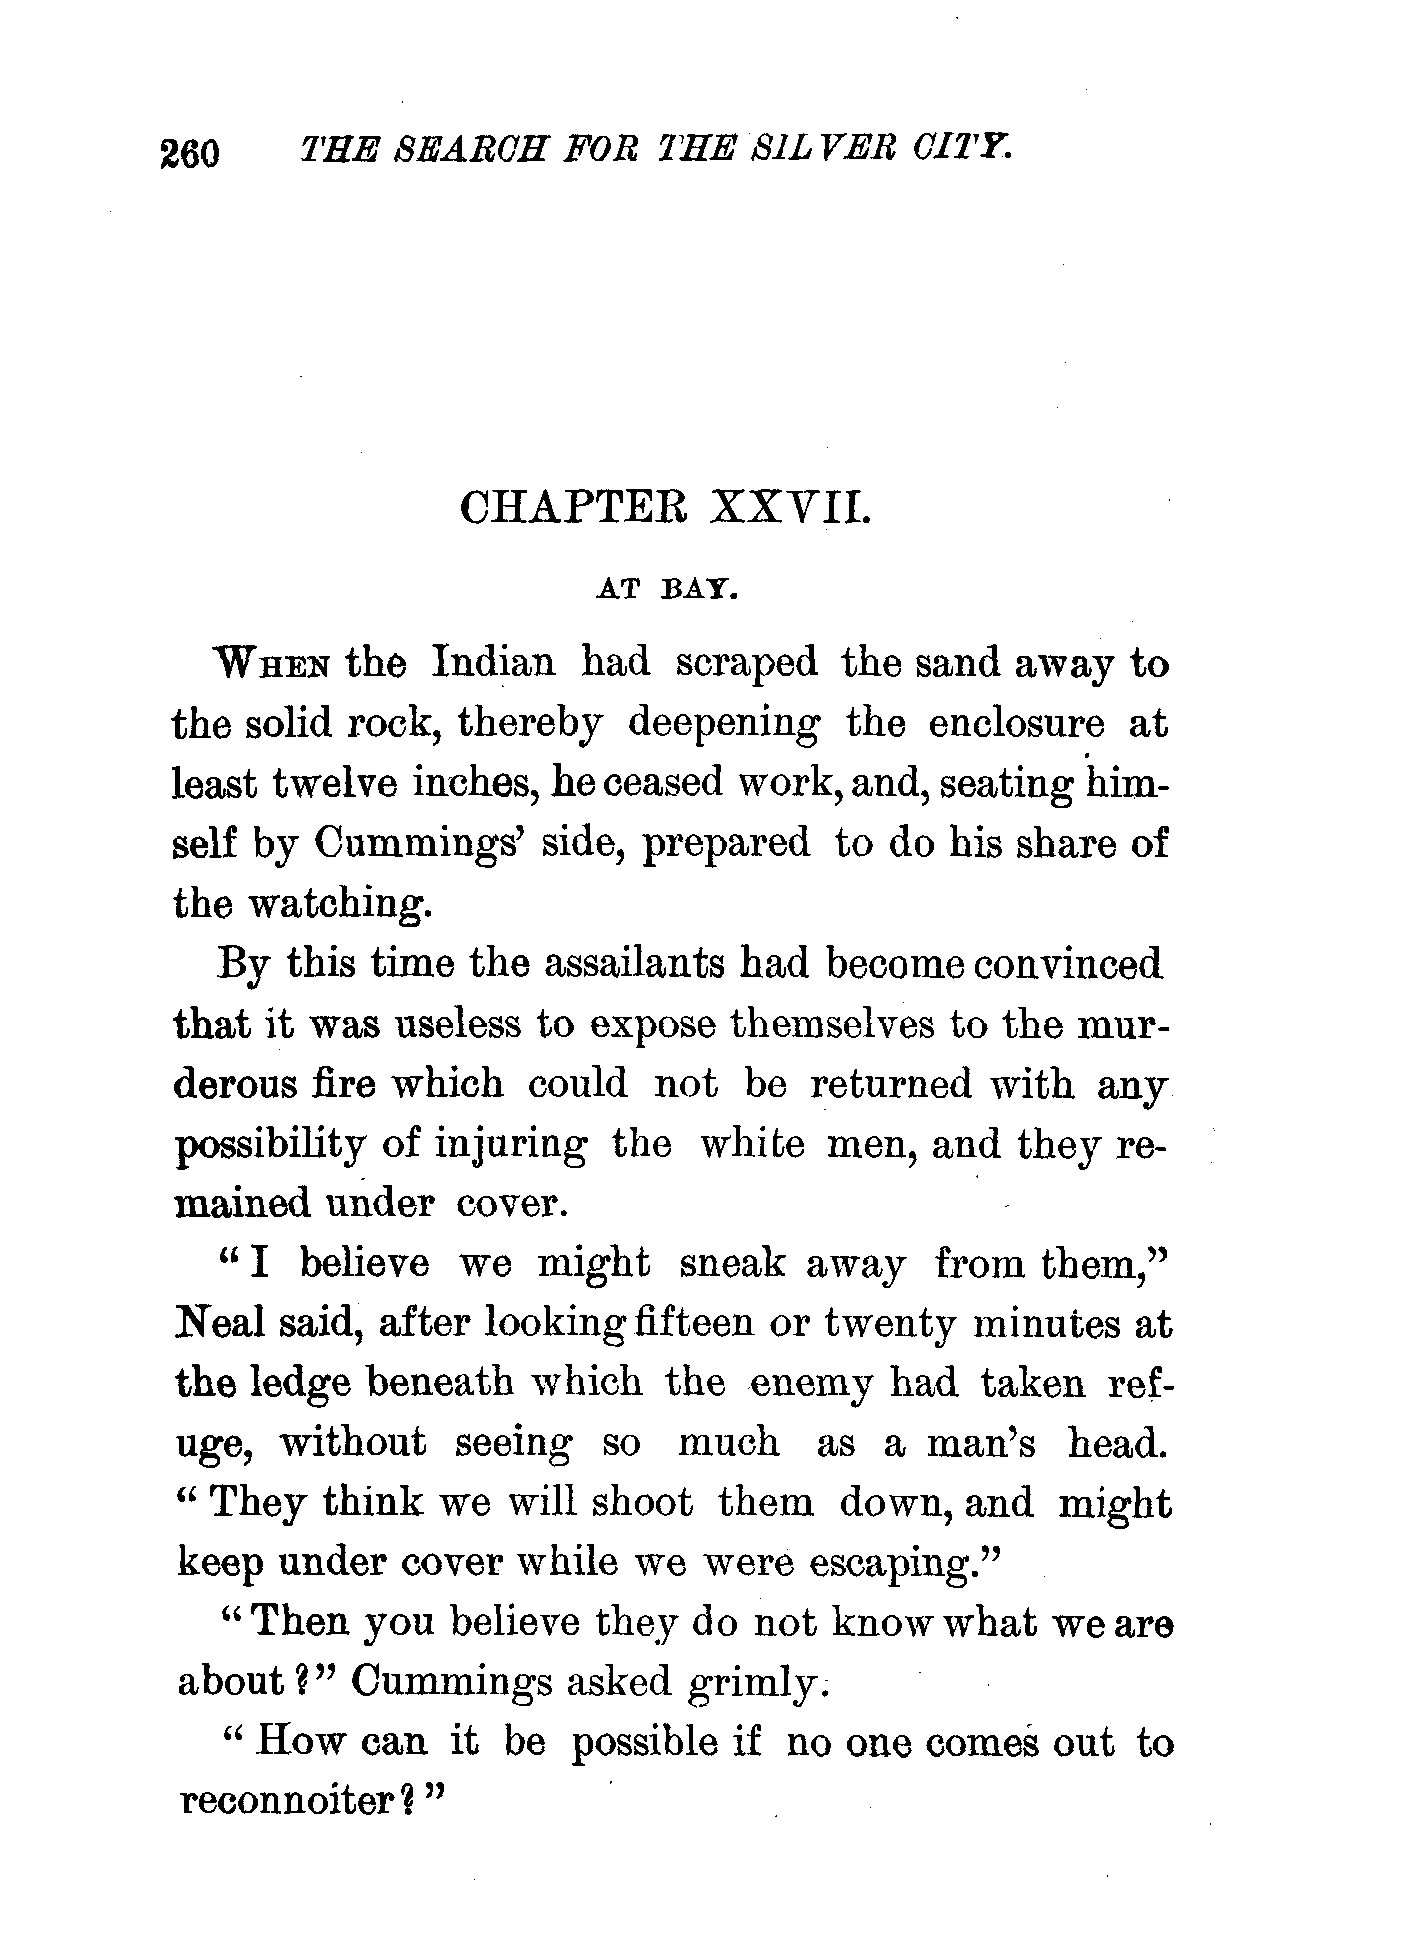 260 THE SEARCH FOR THE SILVER CITY.
CHAPTER XXVII.
AT BAY.
WHEN the Indian had scraped the sand away to
the solid rock, thereby deepening the enclosure at
least twelve inches, he ceased work, and, seating him-
self by Cummings' side, prepared to do his share of
the watching.
By this time the assailants had become convinced
that it was useless to expose themselves to the mur-
derous fire which could not be returned with any
possibility of injuring the white men, and they re-
mained under cover.
"I believe we might sneak away from them,"
Neal said, after looking fifteen or twenty minutes at
the ledge beneath which the enemy had taken ref-
uge, without seeing so much as a man's head.
"They think we will shoot them down, and might
keep under cover while we were escaping."
"Then you believe they do not know what we are
about?" Cummings asked grimly.
"How can it be possible if no one comes out to
reconnoiter?"